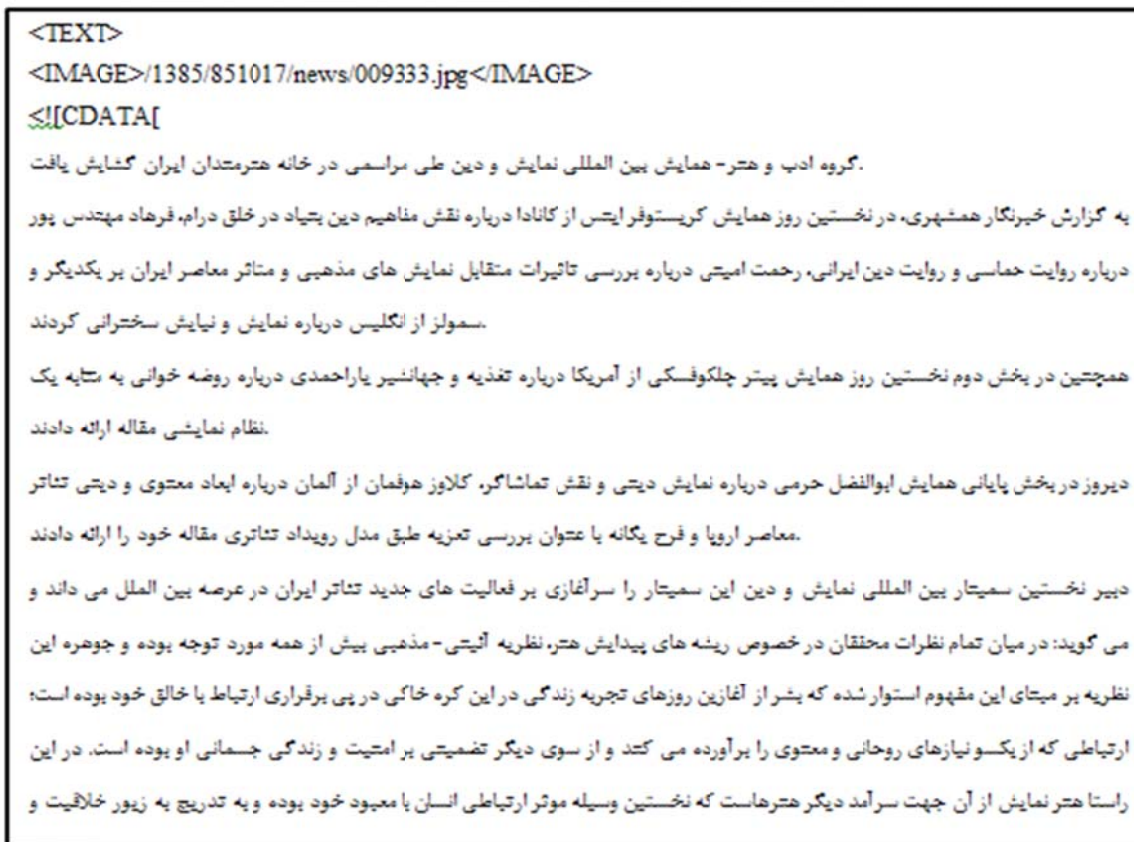 <TEXT>
<IMAGE>/1385/851017/news/009333.jpg</IMAGE>
<![CDATA[
گروه ادب و هنر- همایش بین المللی نمایش و دین طی مراسمی در خانه هنرمندان ایران گشایش یافت.
به گزارش خبرنگار همشهری، در نخستین روز همایش کریستوفر اینس از کانادا درباره نقش مفاهیم دین بنیاد در خلق درام، فرهاد مهندس پور
درباره روایت حماسی و روایت دین ایرانی، رحمت امینی درباره بررسی تاثیرات متقابل نمایش های مذهبی و متاثر معاصر ایران بر یکدیگر و
سمولز از انگلیس درباره نمایش و نیایش سخنرانی کردند.
همچنین در بخش دوم نخستین روز همایش پیتر چلکوفسکی از آمریکا درباره تغذیه و جهانشیر یاراحمدی درباره روضه خوانی به مثابه یک
نظام نمایشی مقاله ارائه دادند.
دیروز در بخش پایانی همایش ابوالفضل حرمی درباره نمایش دینی و نقش تماشاگر، کلاوز هوفمان از آلمان درباره ابعاد معنوی و دینی تئاتر
معاصر اروپا و فرح یگانه با عنوان بررسی تعزیه طبق مدل رویداد تئاتری مقاله خود را ارائه دادند.
دبیر نخستین سمینار بین المللی نمایش و دین این سمینار را سرآغازی بر فعالیت های جدید تئاتر ایران در عرصه بین الملل می داند و
می گوید: در میان تمام نظرات محققان در خصوص ریشه های پیدایش هنر، نظریه آئینی-مذهبی بیش از همه مورد توجه بوده و جوهره این
نظریه بر مبنای این مفهوم استوار شده که بشر از آغازین روزهای تجربه زندگی در این کره خاکی در پی برقراری ارتباط با خالق خود بوده است؛
ارتباطی که از یکسو نیازهای روحانی و معنوی را برآورده می کند و از سوی دیگر تضمینی بر امنیت و زندگی جسمانی او بوده است. در این
راستا هنر نمایش از آن جهت سرآمد دیگر هنرهاست که نخستین وسیله موثر ارتباطی انسان با معبود خود بوده و به تدریج به زیور خلاقیت و